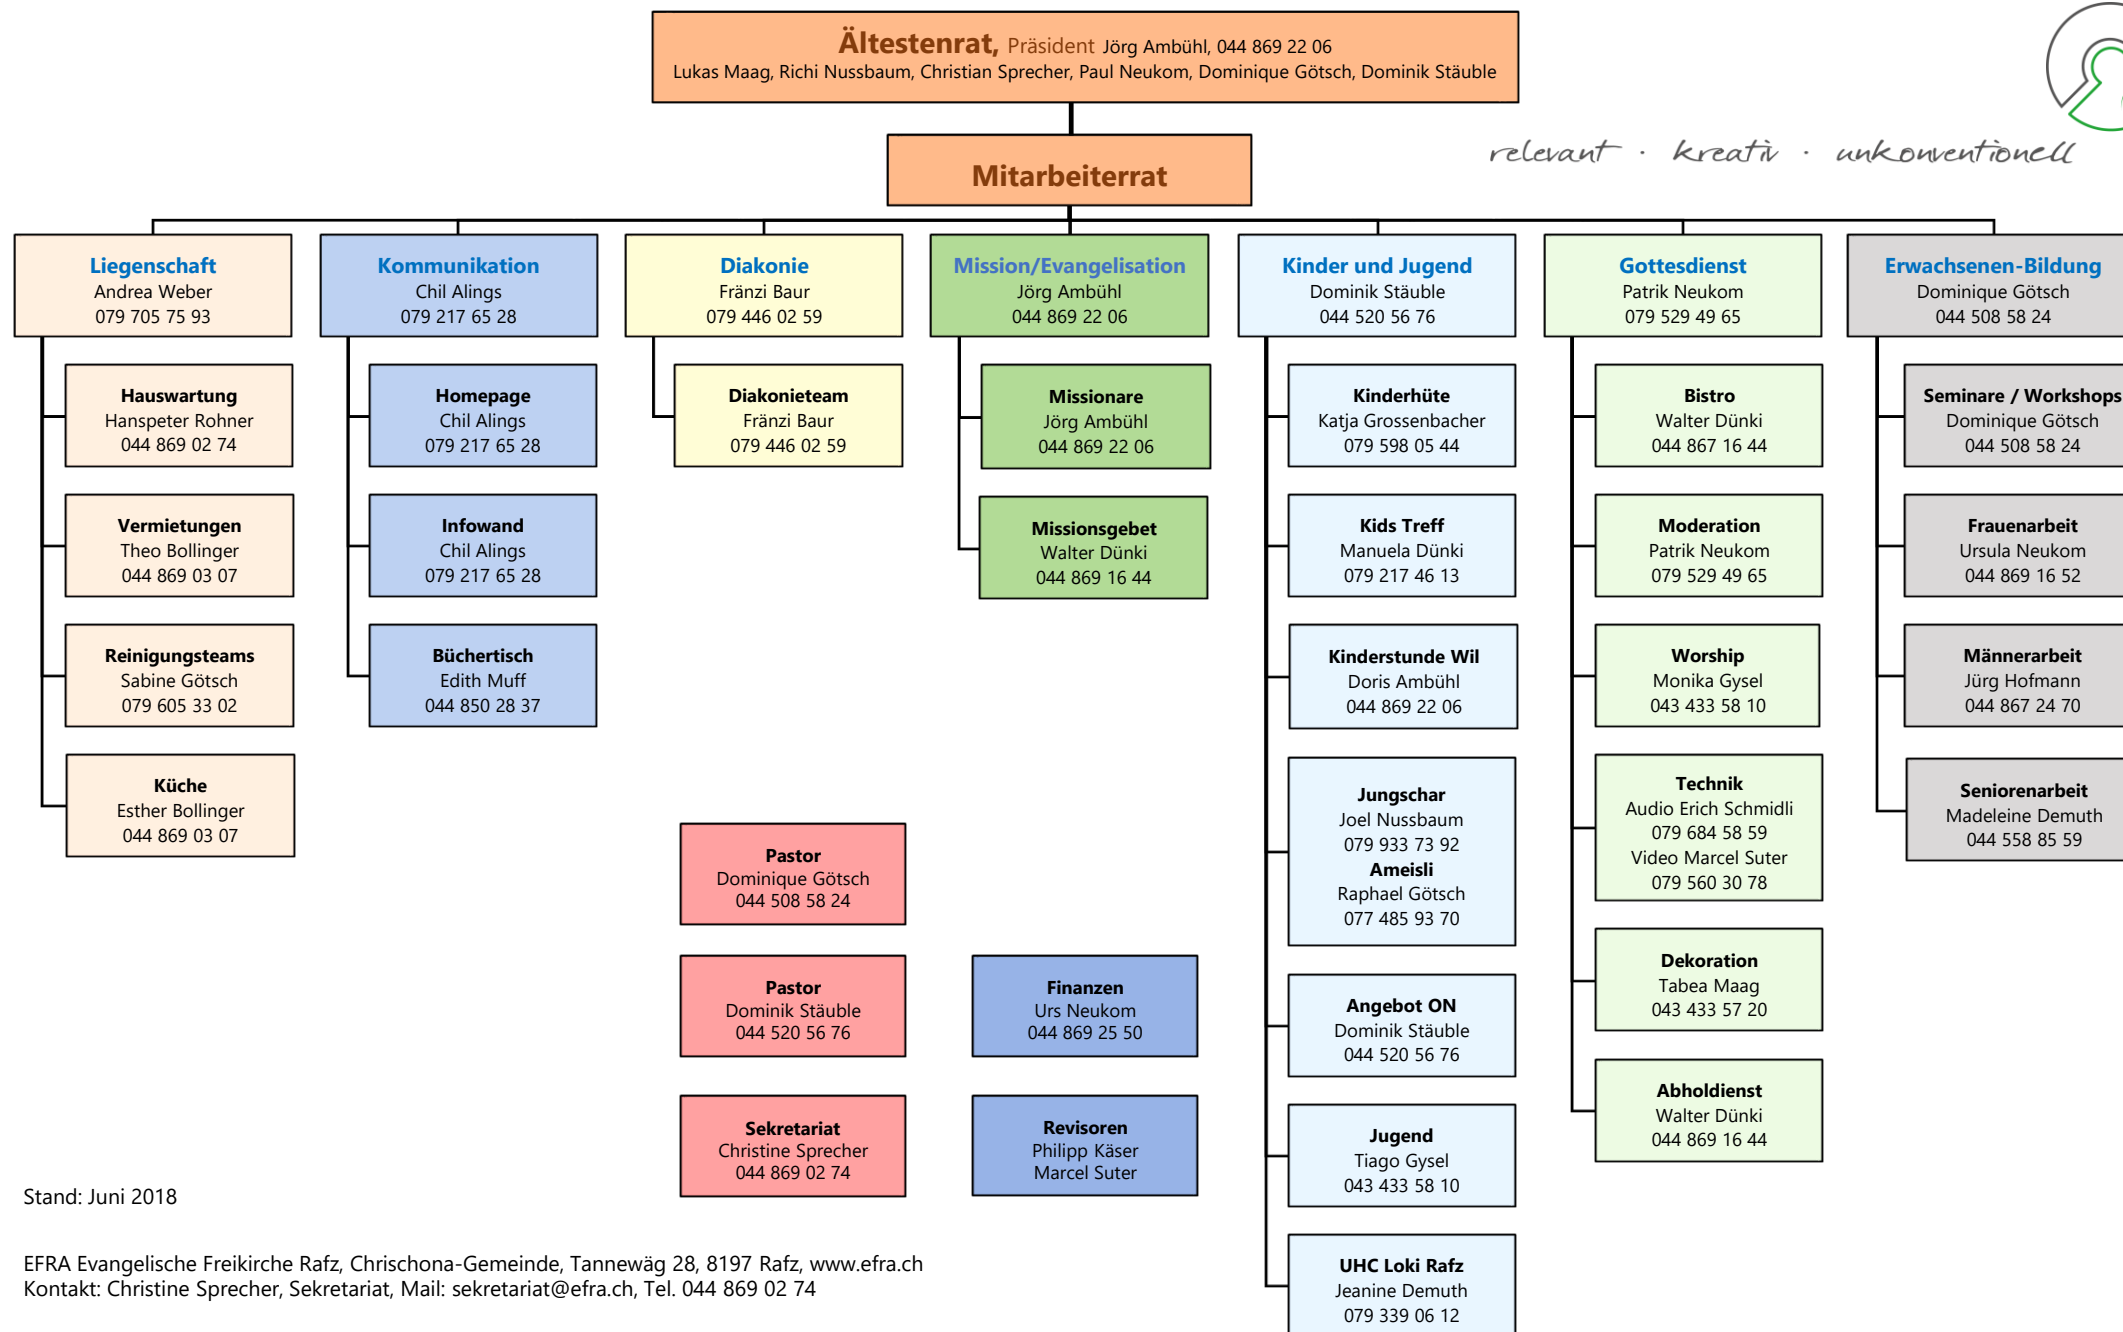 Ältestenrat, Präsident Jörg Ambühl, 044 869 22 06
Lukas Maag, Richi Nussbaum, Christian Sprecher, Paul Neukom, Dominique Götsch, Dominik Stäuble
relevant · kreativ · unkonventionell
Mitarbeiterrat
Liegenschaft
Andrea Weber
079 705 75 93
Hauswartung
Hanspeter Rohner
044 869 02 74
Vermietungen
Theo Bollinger
044 869 03 07
Reinigungsteams
Sabine Götsch
079 605 33 02
Küche
Esther Bollinger
044 869 03 07
Kommunikation
Chil Alings
079 217 65 28
Homepage
Chil Alings
079 217 65 28
Infowand
Chil Alings
079 217 65 28
Büchertisch
Edith Muff
044 850 28 37
Diakonie
Fränzi Baur
079 446 02 59
Diakonieteam
Fränzi Baur
079 446 02 59
Mission/Evangelisation
Jörg Ambühl
044 869 22 06
Missionare
Jörg Ambühl
044 869 22 06
Missionsgebet
Walter Dünki
044 869 16 44
Kinder und Jugend
Dominik Stäuble
044 520 56 76
Kinderhüte
Katja Grossenbacher
079 598 05 44
Kids Treff
Manuela Dünki
079 217 46 13
Kinderstunde Wil
Doris Ambühl
044 869 22 06
Jungschar
Joel Nussbaum
079 933 73 92
Ameisli
Raphael Götsch
077 485 93 70
Angebot ON
Dominik Stäuble
044 520 56 76
Jugend
Tiago Gysel
043 433 58 10
UHC Loki Rafz
Jeanine Demuth
079 339 06 12
Gottesdienst
Patrik Neukom
079 529 49 65
Bistro
Walter Dünki
044 867 16 44
Moderation
Patrik Neukom
079 529 49 65
Worship
Monika Gysel
043 433 58 10
Technik
Audio Erich Schmidli
079 684 58 59
Video Marcel Suter
079 560 30 78
Dekoration
Tabea Maag
043 433 57 20
Abholdienst
Walter Dünki
044 869 16 44
Erwachsenen-Bildung
Dominique Götsch
044 508 58 24
Seminare / Workshops
Dominique Götsch
044 508 58 24
Frauenarbeit
Ursula Neukom
044 869 16 52
Männerarbeit
Jürg Hofmann
044 867 24 70
Seniorenarbeit
Madeleine Demuth
044 558 85 59
Pastor
Dominique Götsch
044 508 58 24
Pastor
Dominik Stäuble
044 520 56 76
Sekretariat
Christine Sprecher
044 869 02 74
Finanzen
Urs Neukom
044 869 25 50
Revisoren
Philipp Käser
Marcel Suter
Stand: Juni 2018
EFRA Evangelische Freikirche Rafz, Chrischona-Gemeinde, Tannewäg 28, 8197 Rafz, www.efra.ch
Kontakt: Christine Sprecher, Sekretariat, Mail: sekretariat@efra.ch, Tel. 044 869 02 74